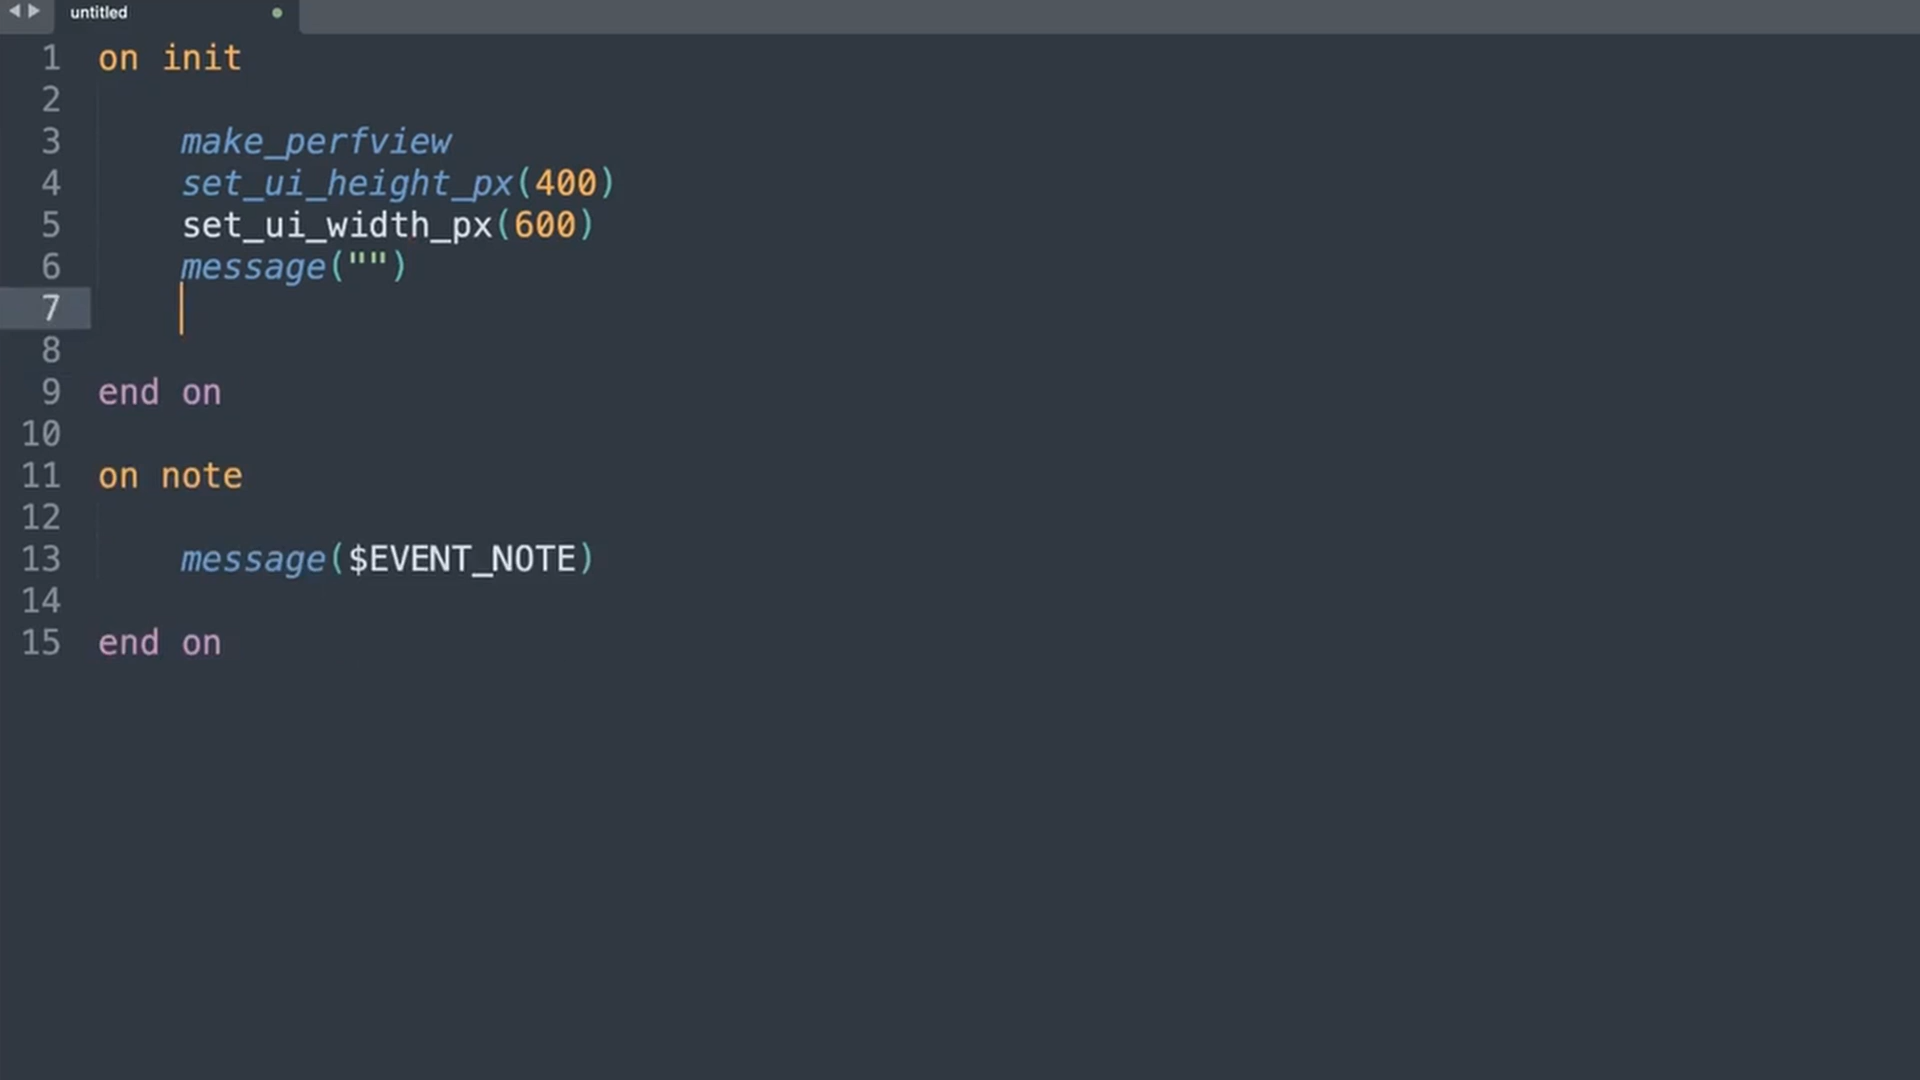 untitled
1 on init
2
3 make_perfview
4 set_ui_height_px(400)
5 set_ui_width_px(600)
6 message("")
7
8
9 end on
10
11 on note
12
13 message($EVENT_NOTE)
14
15 end on